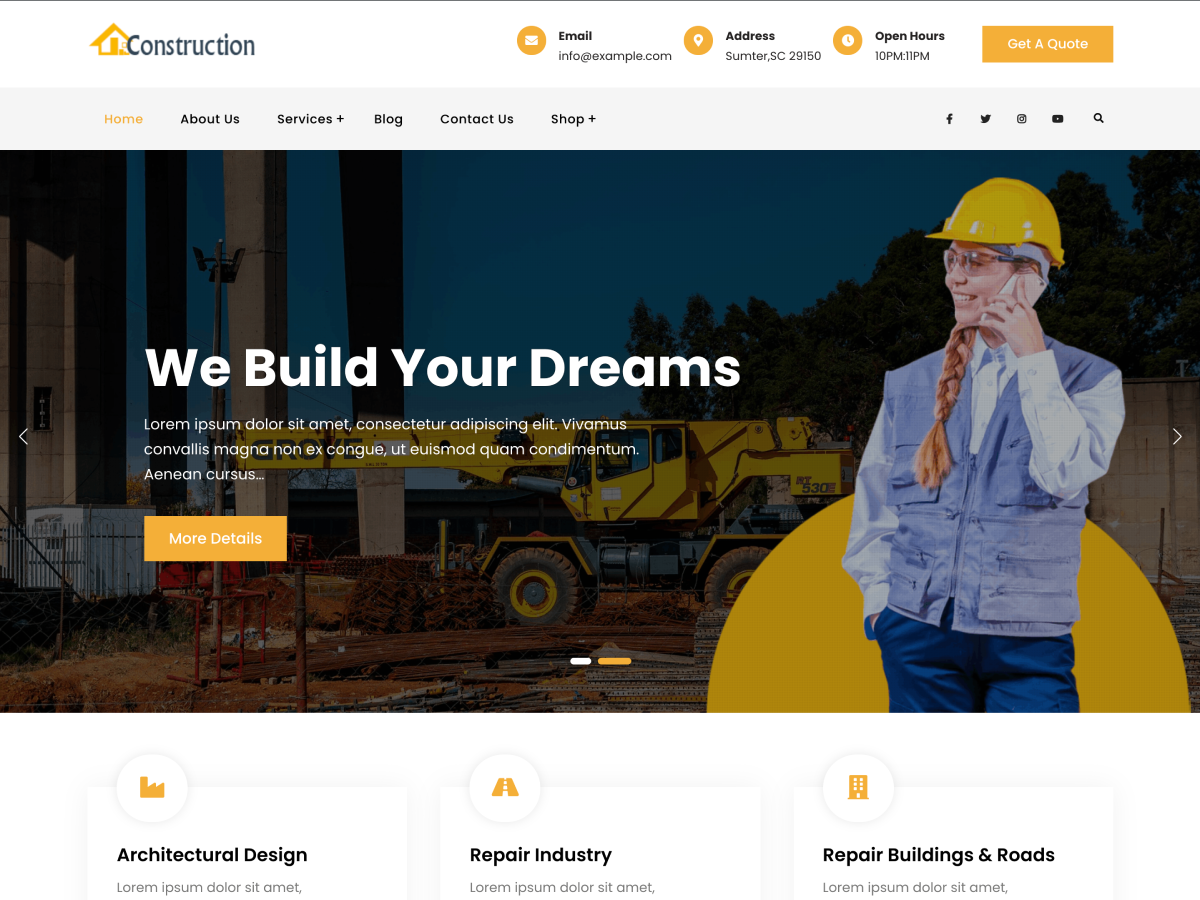 Construction
Email
info@example.com
Address
Sumter,SC 29150
Open Hours
10PM:11PM
Get A Quote
Home
About Us
Services +
Blog
Contact Us
Shop +
We Build Your Dreams
Lorem ipsum dolor sit amet, consectetur adipiscing elit. Vivamus
convallis magna non ex congue, ut euismod quam condimentum.
Aenean cursus...
GROVE
RT 530E
More Details
Architectural Design
Lorem ipsum dolor sit amet,
Repair Industry
Lorem ipsum dolor sit amet,
Repair Buildings & Roads
Lorem ipsum dolor sit amet,